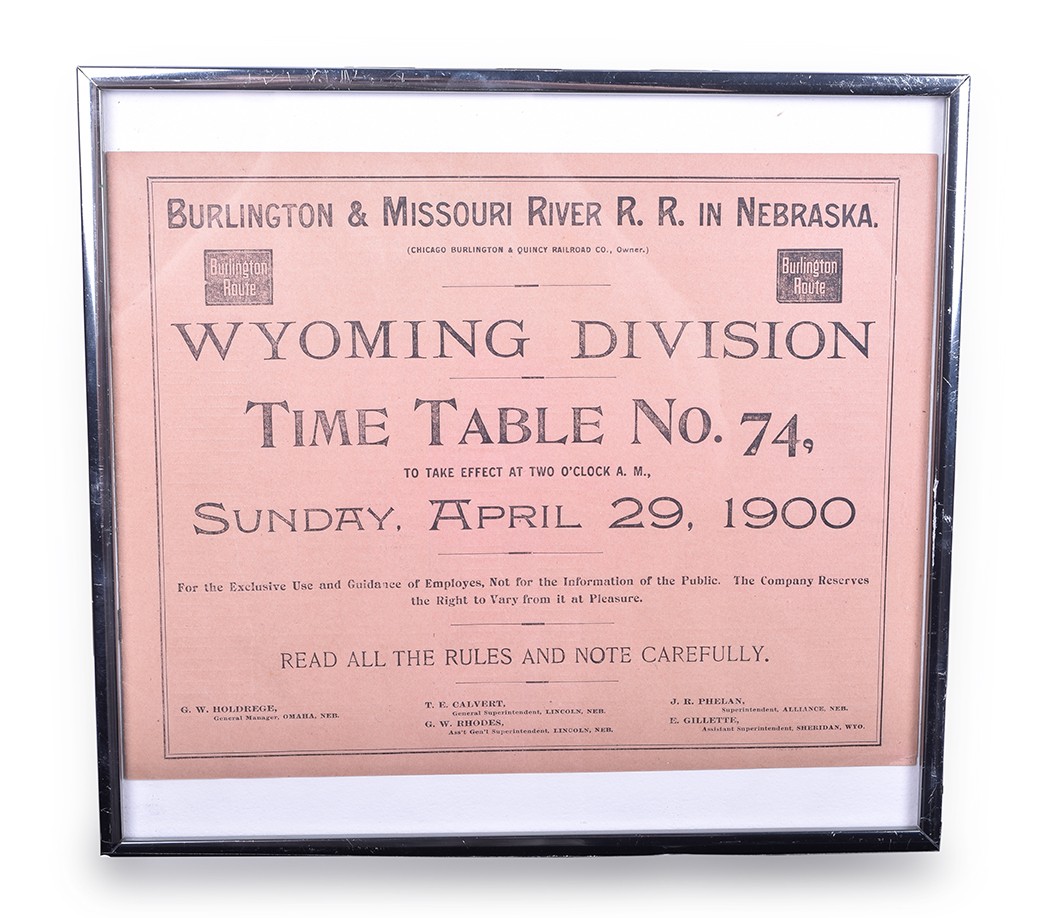 BURLINGTON & MISSOURI RIVER R. R. IN NEBRASKA.
(CHICAGO BURLINGTON & QUINCY RAILROAD CO., Owner.)
Burlington
Route
Burlington
Route
WYOMING DIVISION
TIME TABLE NO. 74,
TO TAKE EFFECT AT TWO O'CLOCK A. M.,
SUNDAY, APRIL 29, 1900
For the Exclusive Use and Guidance of Employes, Not for the Information of the Public. The Company Reserves
the Right to Vary from it at Pleasure.
READ ALL THE RULES AND NOTE CAREFULLY.
G. W. HOLDREGE,
General Manager, OMAHA, NEB.
T. E. CALVERT,
General Superintendent, LINCOLN, NEB.
G. W. RHODES,
Ass't Gen'l Superintendent, LINCOLN, NEB.
J. R. PHELAN,
Superintendent, ALLIANCE, NEB.
E. GILLETTE,
Assistant Superintendent, SHERIDAN, WYO.